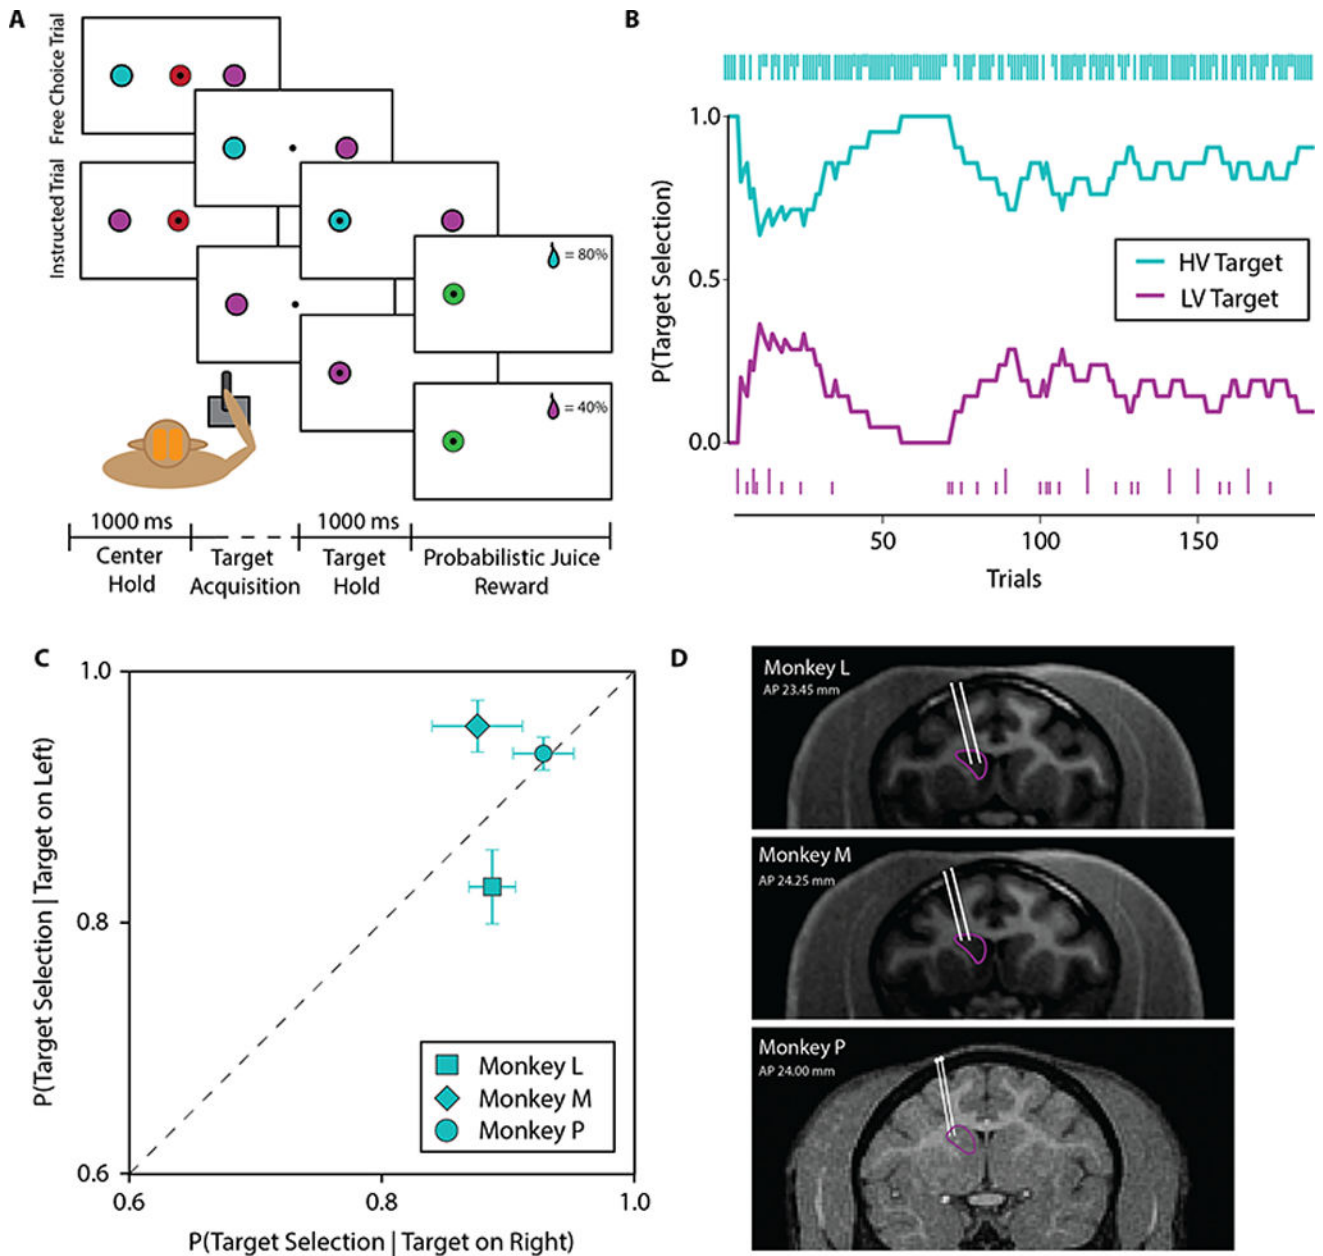 A
Free Choice Trial
Instructed Trial
= 80%
= 40%
1000 ms
1000 ms
Center
Hold
Target
Acquisition
Target
Hold
Probabilistic Juice
Reward
B
P(Target Selection)
1.0
0.5
0.0
HV Target
LV Target
50
100
150
Trials
C
P(Target Selection | Target on Left)
1.0
0.8
0.6
Monkey L
Monkey M
Monkey P
0.6
0.8
1.0
P(Target Selection | Target on Right)
D
Monkey L
AP 23.45 mm
Monkey M
AP 24.25 mm
Monkey P
AP 24.00 mm